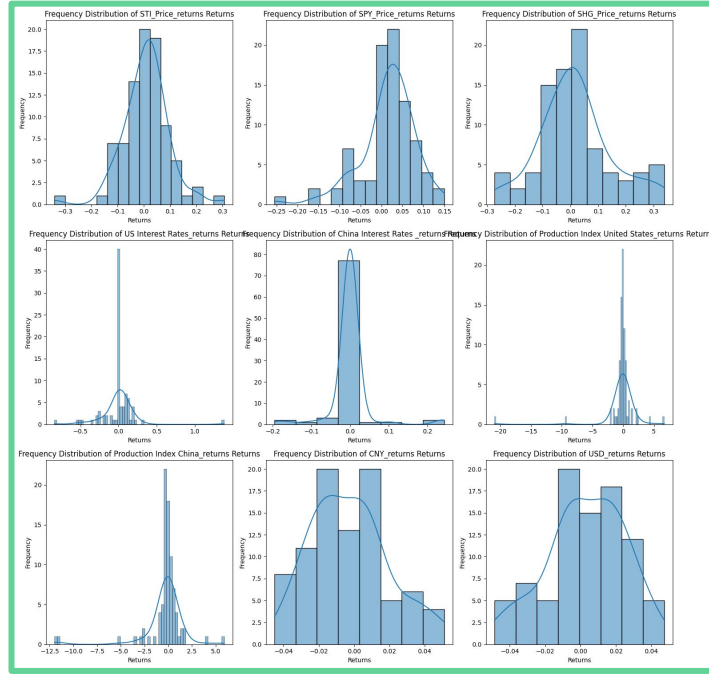 Frequency Distribution of STI_Price_returns Returns
Frequency
20.0
17.5
15.0
12.5
10.0
7.5
5.0
2.5
0.0
-0.3 -0.2 -0.1 0.0 0.1 0.2 0.3
Returns
Frequency Distribution of SPY_Price_returns Returns
Frequency
20
15
10
5
0
-0.25 -0.20 -0.15 -0.10 -0.05 0.00 0.05 0.10 0.15
Returns
Frequency Distribution of SHG_Price_returns Returns
Frequency
20
15
10
5
0
-0.2 -0.1 0.0 0.1 0.2 0.3
Returns
Frequency Distribution of US Interest Rates_returns Returns
Frequency
40
35
30
25
20
15
10
5
0
-0.5 0.0 0.5 1.0
Returns
Frequency Distribution of China Interest Rates _returns Returns
Frequency
80
70
60
50
40
30
20
10
0
-0.2 -0.1 0.0 0.1 0.2
Returns
Frequency Distribution of Production Index United States_returns Return
Frequency
20
15
10
5
0
-20 -15 -10 -5 0 5
Returns
Frequency Distribution of Production Index China_returns Returns
Frequency
20
15
10
5
0
-12.5 -10.0 -7.5 -5.0 -2.5 0.0 2.5 5.0
Returns
Frequency Distribution of CNY_returns Returns
Frequency
20.0
17.5
15.0
12.5
10.0
7.5
5.0
2.5
0.0
-0.04 -0.02 0.00 0.02 0.04
Returns
Frequency Distribution of USD_returns Returns
Frequency
20.0
17.5
15.0
12.5
10.0
7.5
5.0
2.5
0.0
-0.04 -0.02 0.00 0.02 0.04
Returns